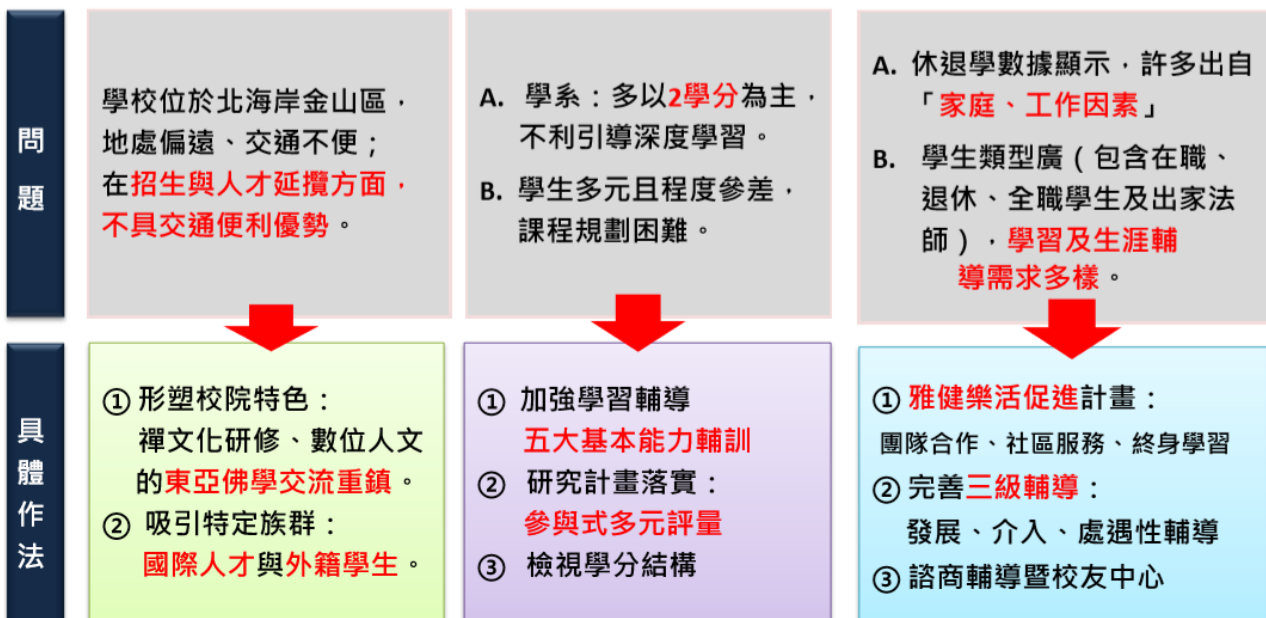 問題
學校位於北海岸金山區，
地處偏遠、交通不便；
在招生與人才延攬方面，
不具交通便利優勢。
A. 學系：多以2學分為主，
不利引導深度學習。
B. 學生多元且程度參差，
課程規劃困難。
A. 休退學數據顯示，許多出自
「家庭、工作因素」
B. 學生類型廣（包含在職、
退休、全職學生及出家法
師），學習及生涯輔
導需求多樣。
具體作法
① 形塑校院特色：
禪文化研修、數位人文
的東亞佛學交流重鎮。
② 吸引特定族群：
國際人才與外籍學生。
① 加強學習輔導
五大基本能力輔訓
② 研究計畫落實：
參與式多元評量
③ 檢視學分結構
① 雅健樂活促進計畫：
團隊合作、社區服務、終身學習
② 完善三級輔導：
發展、介入、處遇性輔導
③ 諮商輔導暨校友中心